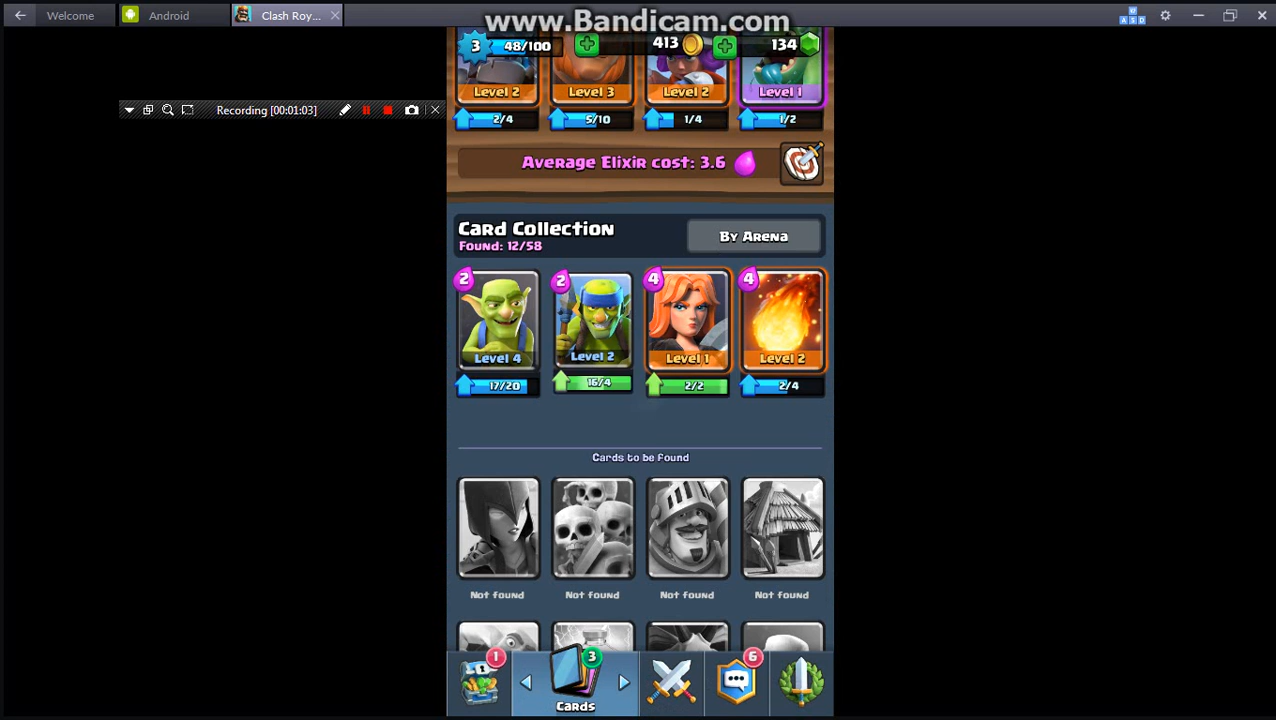 www.Bandicam.com
Welcome
Android
Clash Roy...
Recording [00:01:03]
3
48/100
413
134
Level 2
Level 3
Level 2
Level 1
2/4
5/10
1/4
1/2
Average Elixir cost: 3.6
Card Collection
Found: 12/58
By Arena
2
2
4
4
Level 4
Level 2
Level 1
Level 2
17/20
16/4
2/2
2/4
Cards to be Found
Not found
Not found
Not found
Not found
1
3
6
Cards